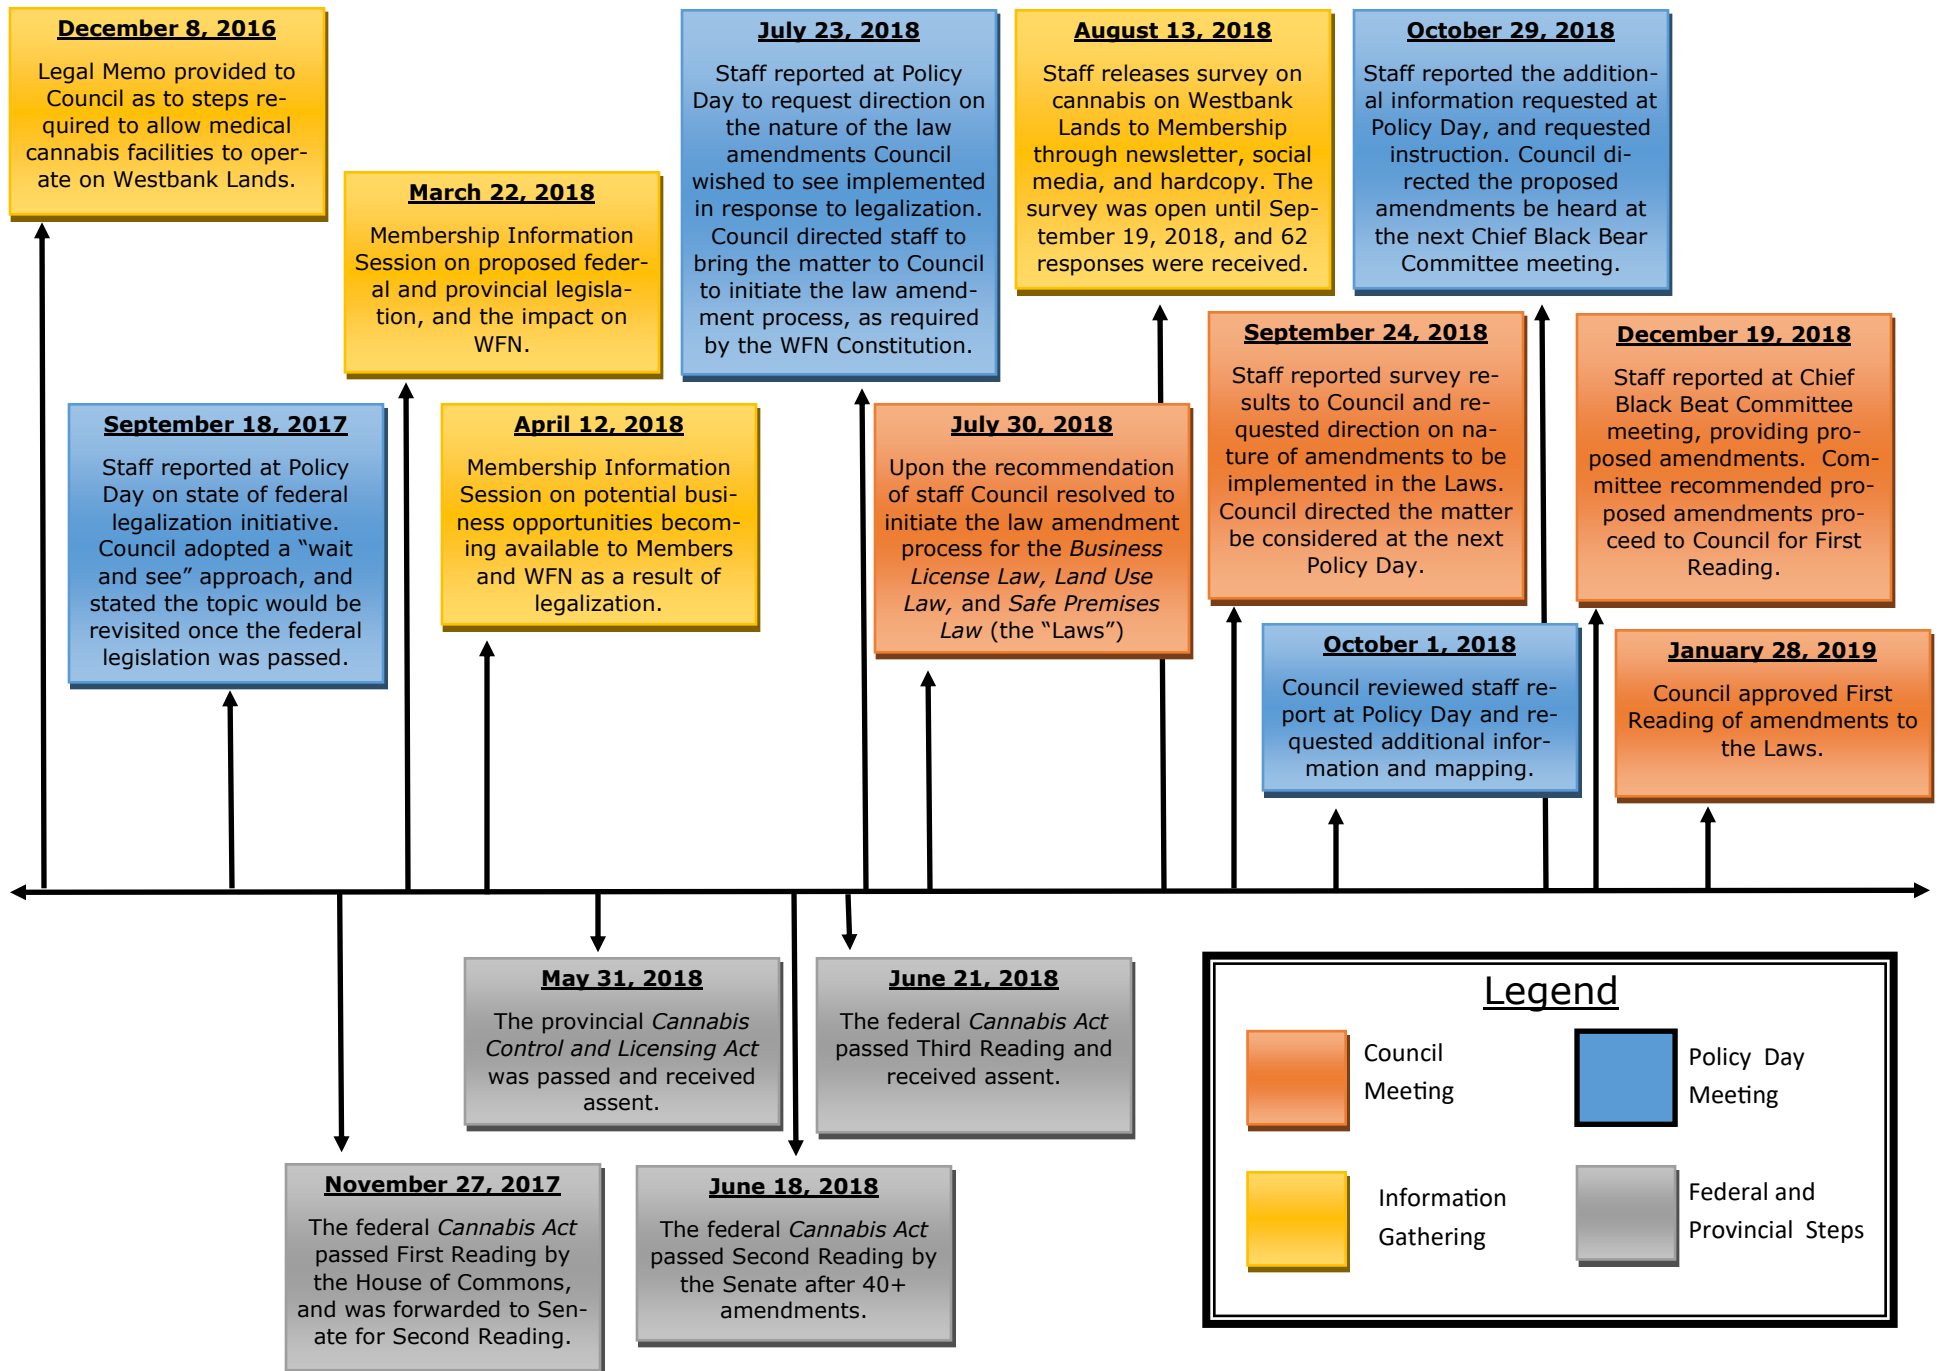 December 8, 2016
Legal Memo provided to
Council as to steps re-
quired to allow medical
cannabis facilities to oper-
ate on Westbank Lands.
September 18, 2017
Staff reported at Policy
Day on state of federal
legalization initiative.
Council adopted a “wait
and see” approach, and
stated the topic would be
revisited once the federal
legislation was passed.
March 22, 2018
Membership Information
Session on proposed feder-
al and provincial legisla-
tion, and the impact on
WFN.
April 12, 2018
Membership Information
Session on potential busi-
ness opportunities becom-
ing available to Members
and WFN as a result of
legalization.
July 23, 2018
Staff reported at Policy
Day to request direction on
the nature of the law
amendments Council
wished to see implemented
in response to legalization.
Council directed staff to
bring the matter to Council
to initiate the law amend-
ment process, as required
by the WFN Constitution.
July 30, 2018
Upon the recommendation
of staff Council resolved to
initiate the law amendment
process for the Business
License Law, Land Use
Law, and Safe Premises
Law (the “Laws”)
August 13, 2018
Staff releases survey on
cannabis on Westbank
Lands to Membership
through newsletter, social
media, and hardcopy. The
survey was open until Sep-
tember 19, 2018, and 62
responses were received.
September 24, 2018
Staff reported survey re-
sults to Council and re-
quested direction on na-
ture of amendments to be
implemented in the Laws.
Council directed the matter
be considered at the next
Policy Day.
October 1, 2018
Council reviewed staff re-
port at Policy Day and re-
quested additional infor-
mation and mapping.
October 29, 2018
Staff reported the addition-
al information requested at
Policy Day, and requested
instruction. Council di-
rected the proposed
amendments be heard at
the next Chief Black Bear
Committee meeting.
December 19, 2018
Staff reported at Chief
Black Beat Committee
meeting, providing pro-
posed amendments. Com-
mittee recommended pro-
posed amendments pro-
ceed to Council for First
Reading.
January 28, 2019
Council approved First
Reading of amendments to
the Laws.
November 27, 2017
The federal Cannabis Act
passed First Reading by
the House of Commons,
and was forwarded to Sen-
ate for Second Reading.
May 31, 2018
The provincial Cannabis
Control and Licensing Act
was passed and received
assent.
June 18, 2018
The federal Cannabis Act
passed Second Reading by
the Senate after 40+
amendments.
June 21, 2018
The federal Cannabis Act
passed Third Reading and
received assent.
Legend
Council
Meeting
Policy Day
Meeting
Information
Gathering
Federal and
Provincial Steps